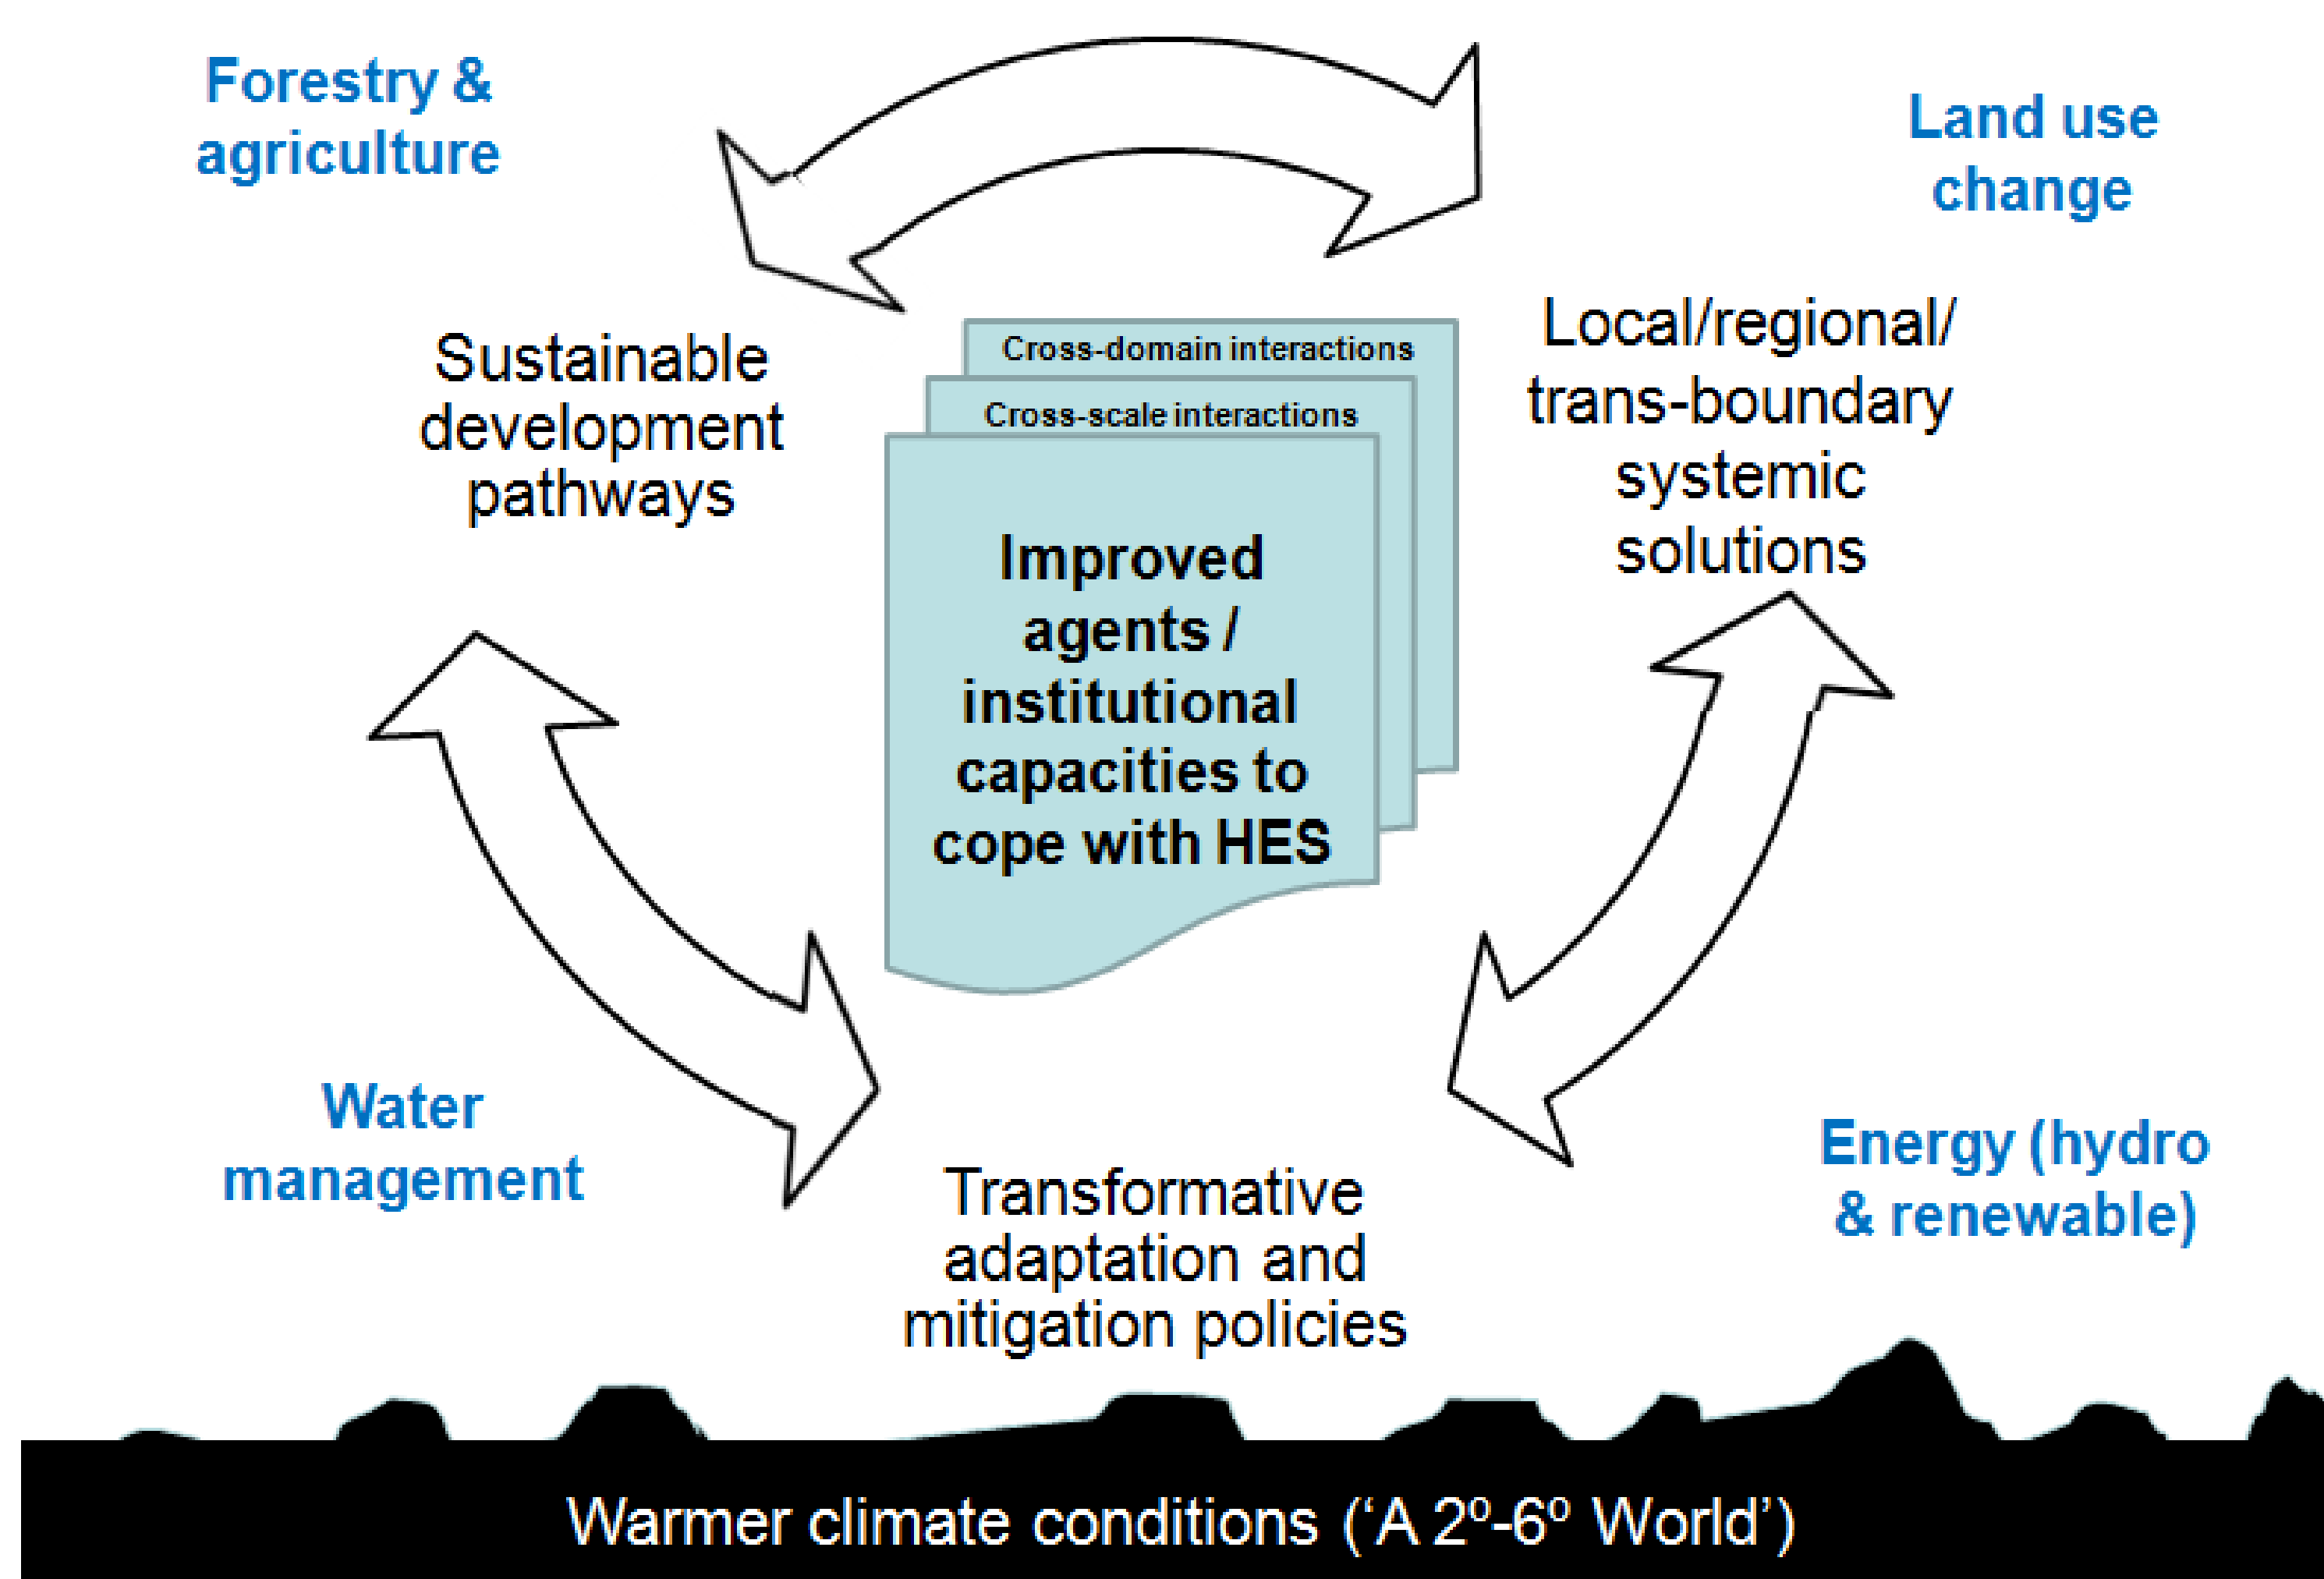 Forestry &
agriculture
Land use
change
Sustainable
development
pathways
Cross-domain interactions
Cross-scale interactions
Improved
agents /
institutional
capacities to
cope with HES
Local/regional/
trans-boundary
systemic
solutions
Water
management
Transformative
adaptation and
mitigation policies
Energy (hydro
& renewable)
Warmer climate conditions (‘A 2º-6º World’)